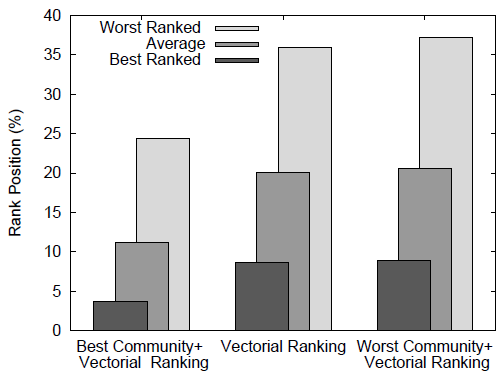 40
35
30
25
20
15
10
5
0
Rank Position (%)
Worst Ranked
Average
Best Ranked
Best Community+
Vectorial Ranking
Vectorial Ranking
Worst Community+
Vectorial Ranking